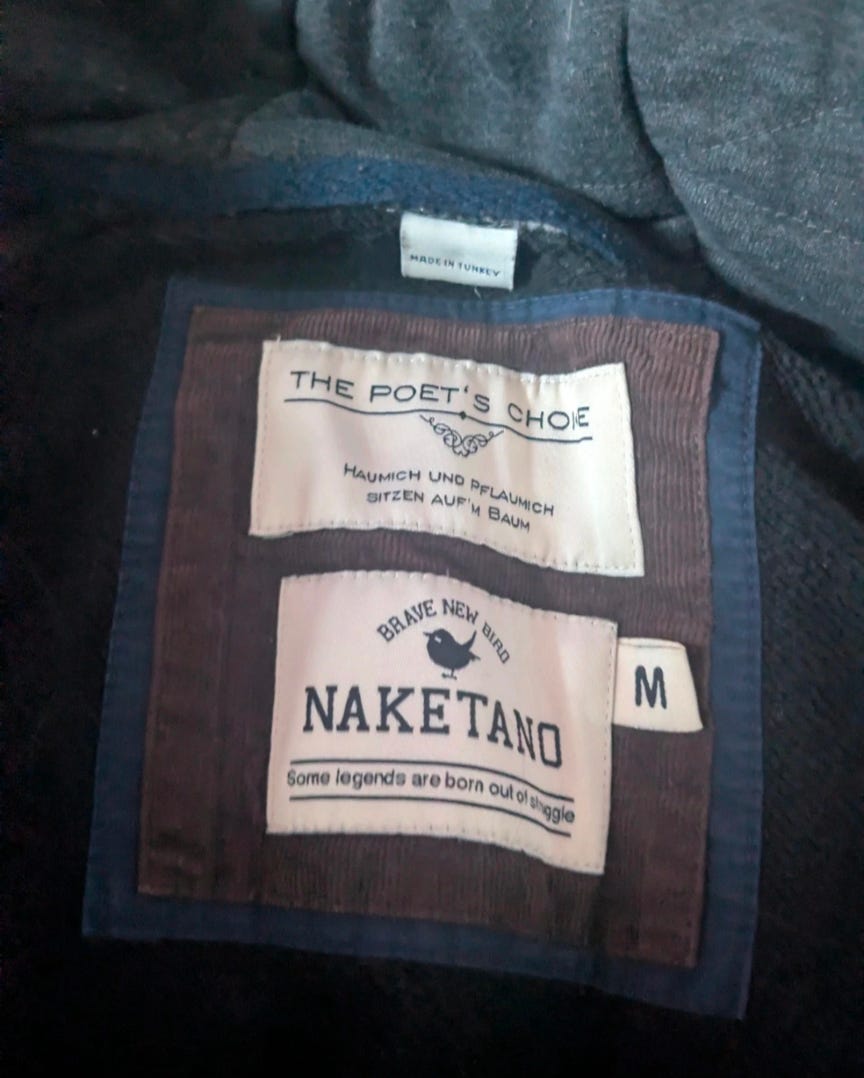 MADE IN TURKEY
THE POET'S CHOICE
HAUMICH UND PFLAUMICH
SITZEN AUF'M BAUM
BRAVE NEW BIRD
NAKETANO
M
Some legends are born out of struggle